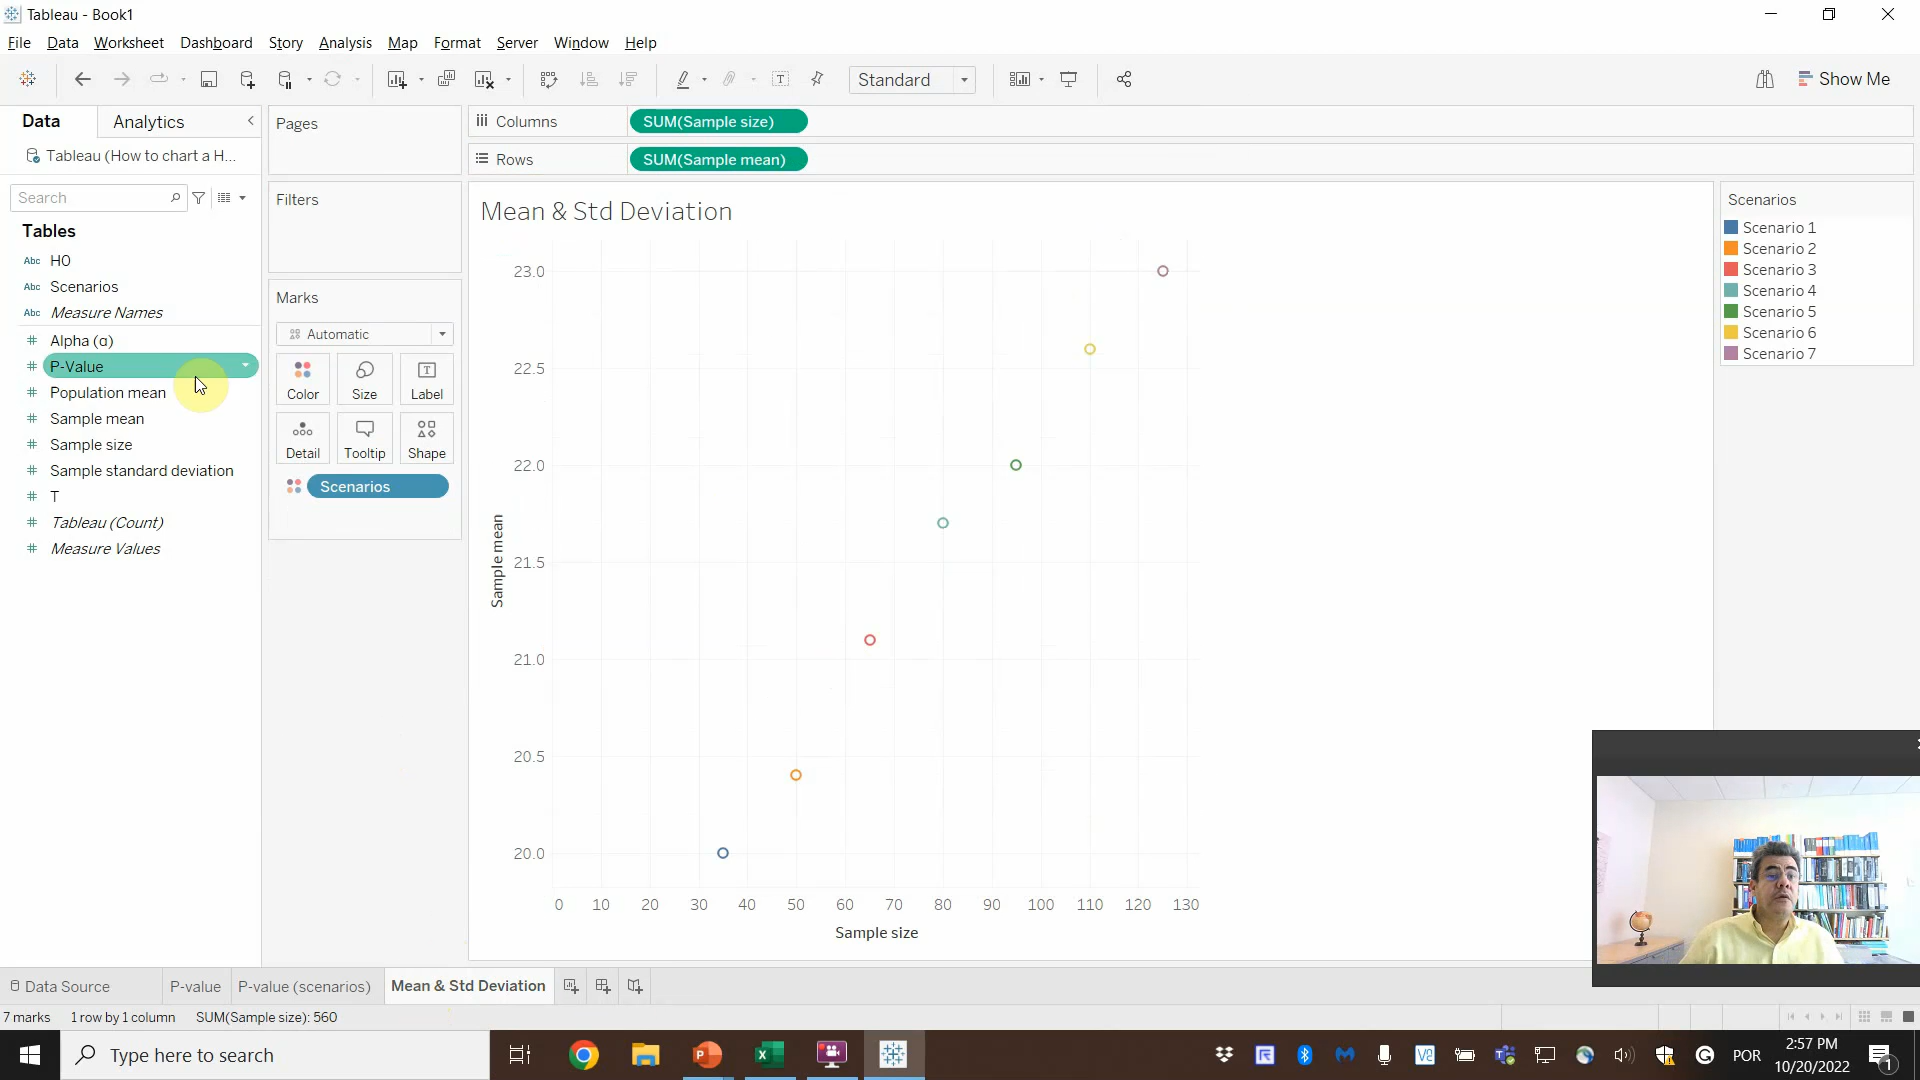 Tableau - Book1
File Data Worksheet Dashboard Story Analysis Map Format Server Window Help
Standard
Show Me
Data
Analytics
Tableau (How to chart a H...
Search
Tables
Abc H0
Abc Scenarios
Abc Measure Names
# Alpha (α)
# P-Value
# Population mean
# Sample mean
# Sample size
# Sample standard deviation
# T
# Tableau (Count)
# Measure Values
Pages
Filters
Marks
Automatic
Color Size Label
Detail Tooltip Shape
Scenarios
Columns SUM(Sample size)
Rows SUM(Sample mean)
Mean & Std Deviation
23.0
22.5
22.0
21.5
21.0
20.5
20.0
Sample mean
0 10 20 30 40 50 60 70 80 90 100 110 120 130
Sample size
Scenarios
Scenario 1
Scenario 2
Scenario 3
Scenario 4
Scenario 5
Scenario 6
Scenario 7
Data Source P-value P-value (scenarios) Mean & Std Deviation
7 marks 1 row by 1 column SUM(Sample size): 560
Type here to search
POR
2:57 PM
10/20/2022
1